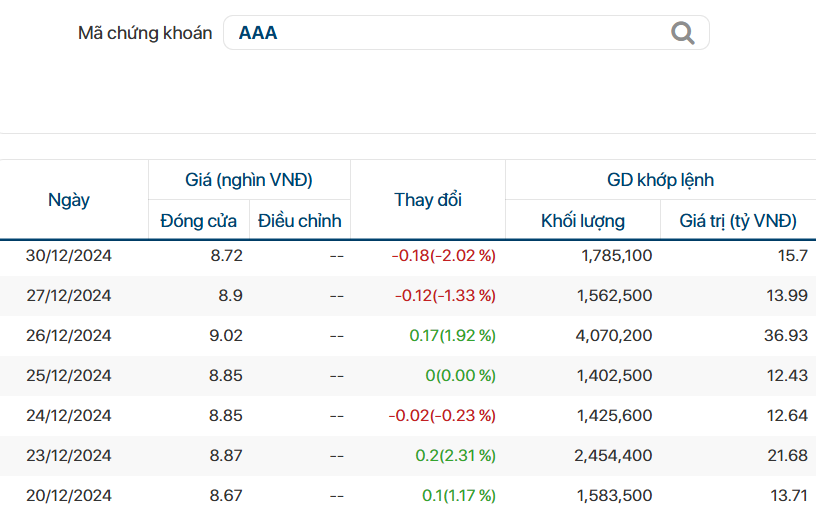 Mã chứng khoán AAA
Ngày Giá (nghìn VNĐ) Thay đổi GD khớp lệnh
Đóng cửa Điều chỉnh Khối lượng Giá trị (tỷ VNĐ)
30/12/2024 8.72 -- -0.18(-2.02 %) 1,785,100 15.7
27/12/2024 8.9 -- -0.12(-1.33 %) 1,562,500 13.99
26/12/2024 9.02 -- 0.17(1.92 %) 4,070,200 36.93
25/12/2024 8.85 -- 0(0.00 %) 1,402,500 12.43
24/12/2024 8.85 -- -0.02(-0.23 %) 1,425,600 12.64
23/12/2024 8.87 -- 0.2(2.31 %) 2,454,400 21.68
20/12/2024 8.67 -- 0.1(1.17 %) 1,583,500 13.71